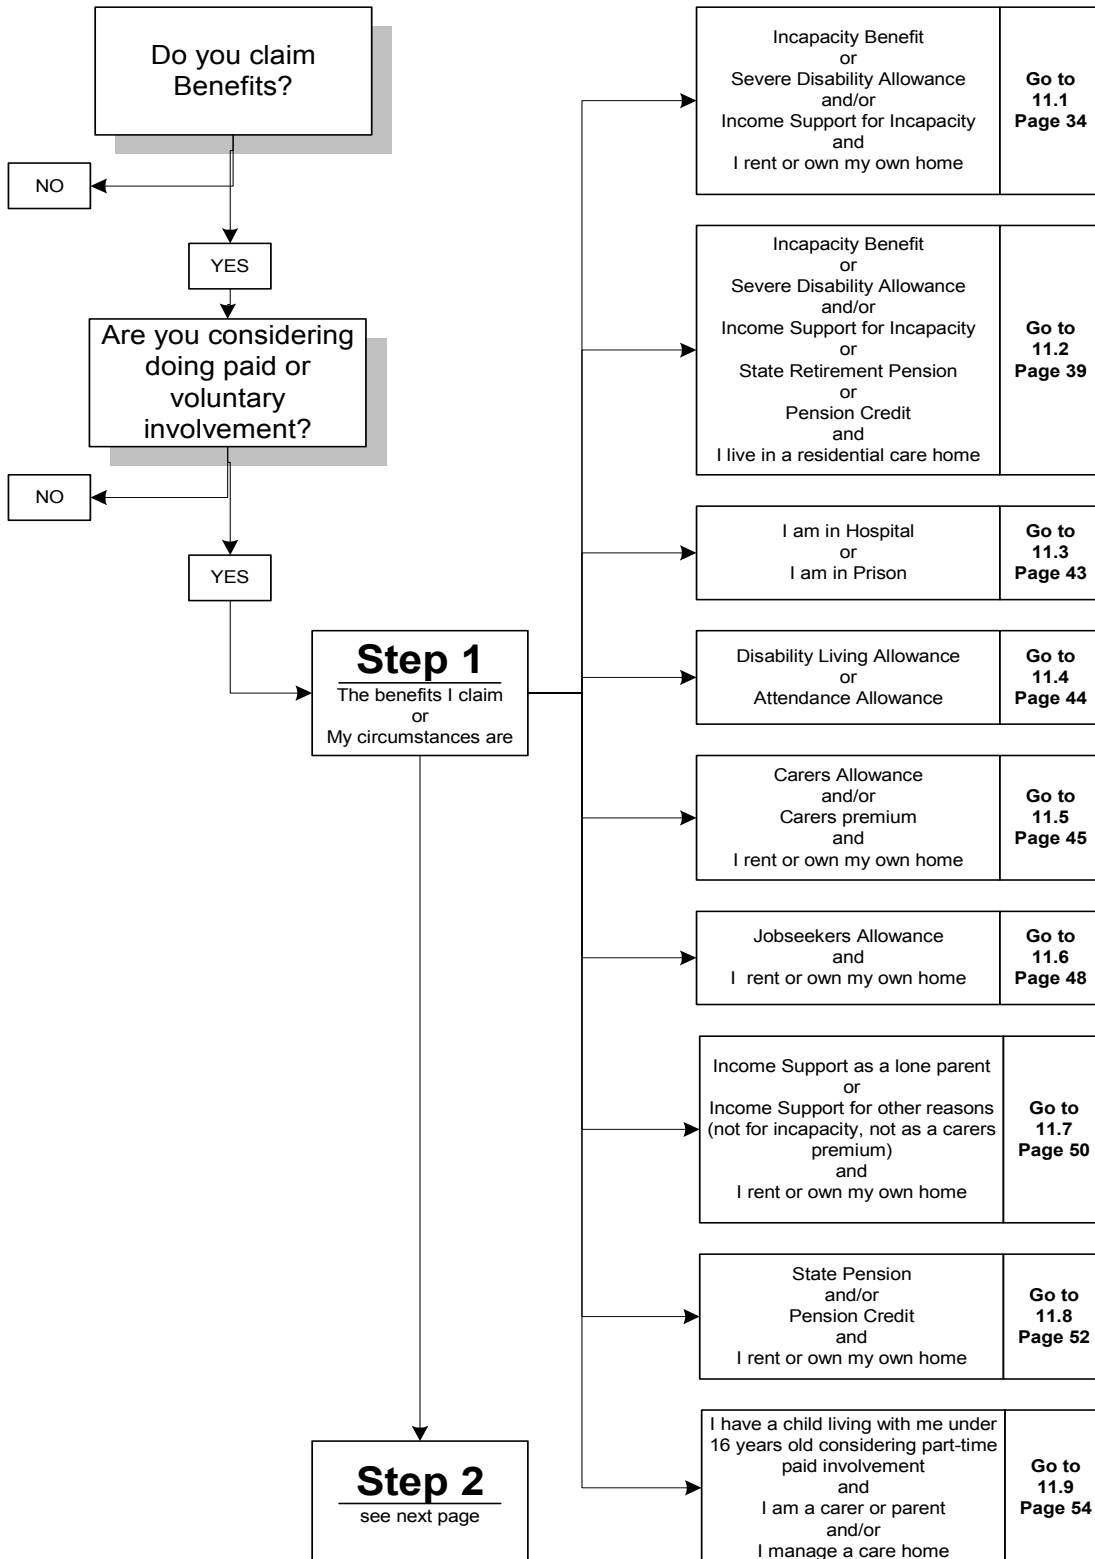 Do you claim
Benefits?
NO
YES
Are you considering
doing paid or
voluntary
involvement?
NO
YES
Step 1
The benefits I claim
or
My circumstances are
Incapacity Benefit
or
Severe Disability Allowance
and/or
Income Support for Incapacity
and
I rent or own my own home
Go to
11.1
Page 34
Incapacity Benefit
or
Severe Disability Allowance
and/or
Income Support for Incapacity
or
State Retirement Pension
or
Pension Credit
and
I live in a residential care home
Go to
11.2
Page 39
I am in Hospital
or
I am in Prison
Go to
11.3
Page 43
Disability Living Allowance
or
Attendance Allowance
Go to
11.4
Page 44
Carers Allowance
and/or
Carers premium
and
I rent or own my own home
Go to
11.5
Page 45
Jobseekers Allowance
and
I rent or own my own home
Go to
11.6
Page 48
Income Support as a lone parent
or
Income Support for other reasons
(not for incapacity, not as a carers
premium)
and
I rent or own my own home
Go to
11.7
Page 50
State Pension
and/or
Pension Credit
and
I rent or own my own home
Go to
11.8
Page 52
I have a child living with me under
16 years old considering part-time
paid involvement
and
I am a carer or parent
and/or
I manage a care home
Go to
11.9
Page 54
Step 2
see next page